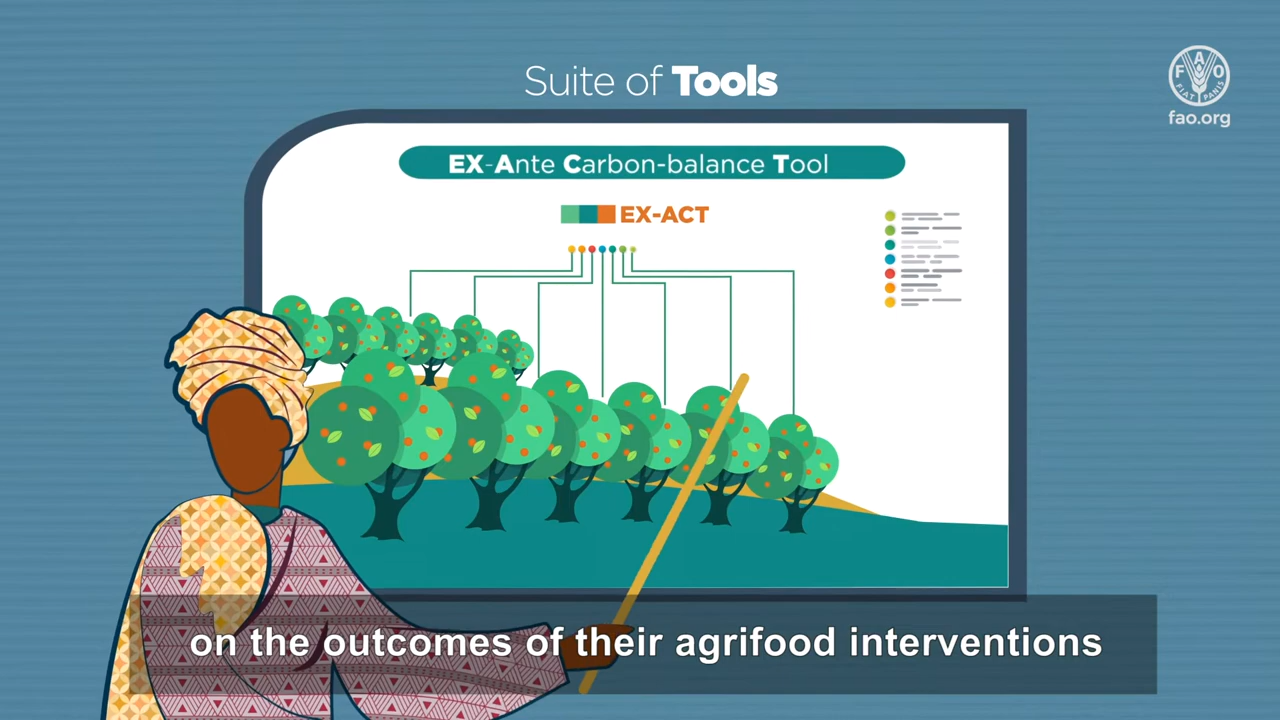 Suite of Tools
F A O
FIAT PANIS
fao.org
EX-Ante Carbon-balance Tool
EX-ACT
on the outcomes of their agrifood interventions